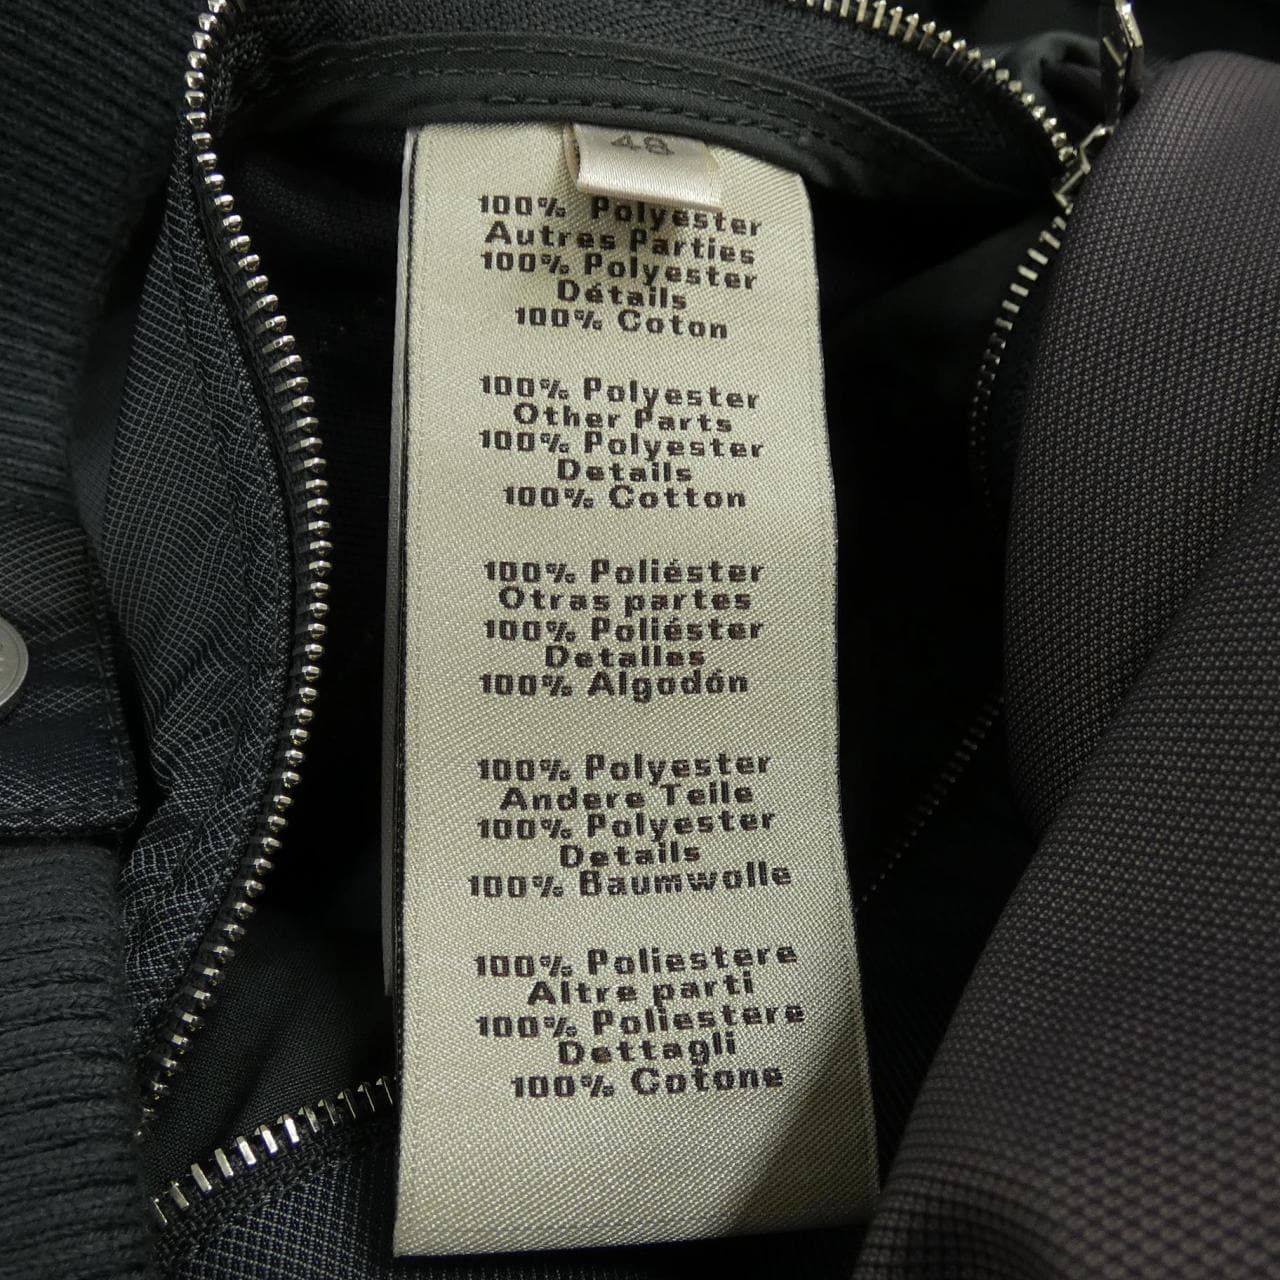 48
100% Polyester
Autres Parties
100% Polyester
Détails
100% Coton
100% Polyester
Other Parts
100% Polyester
Details
100% Cotton
100% Poliéster
Otras partes
100% Poliéster
Detalles
100% Algodón
100% Polyester
Andere Teile
100% Polyester
Details
100% Baumwolle
100% Poliestere
Altre parti
100% Poliestere
Dettagli
100% Cotone